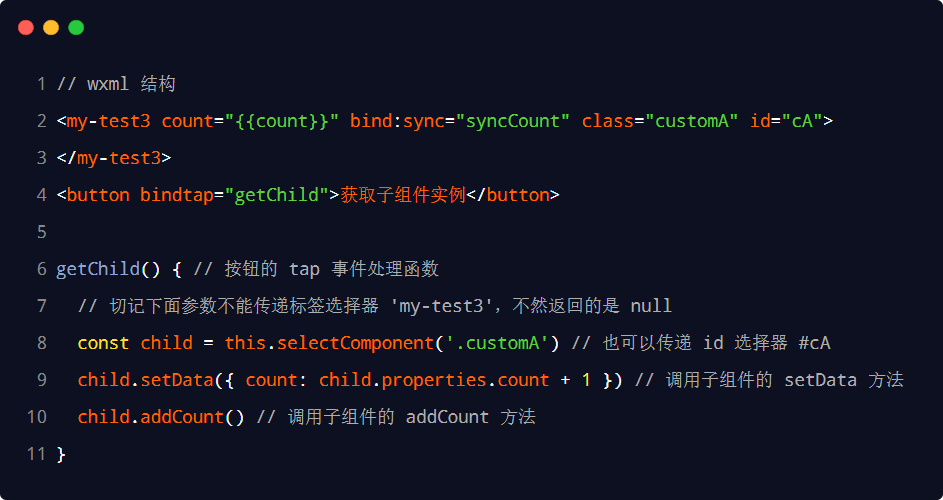 1 // wxml 结构
2 <my-test3 count="{{count}}" bind:sync="syncCount" class="customA" id="cA">
3 </my-test3>
4 <button bindtap="getChild">获取子组件实例</button>
5
6 getChild() { // 按钮的 tap 事件处理函数
7   // 切记下面参数不能传递标签选择器 'my-test3'，不然返回的是 null
8   const child = this.selectComponent('.customA') // 也可以传递 id 选择器 #cA
9   child.setData({ count: child.properties.count + 1 }) // 调用子组件的 setData 方法
10   child.addCount() // 调用子组件的 addCount 方法
11 }